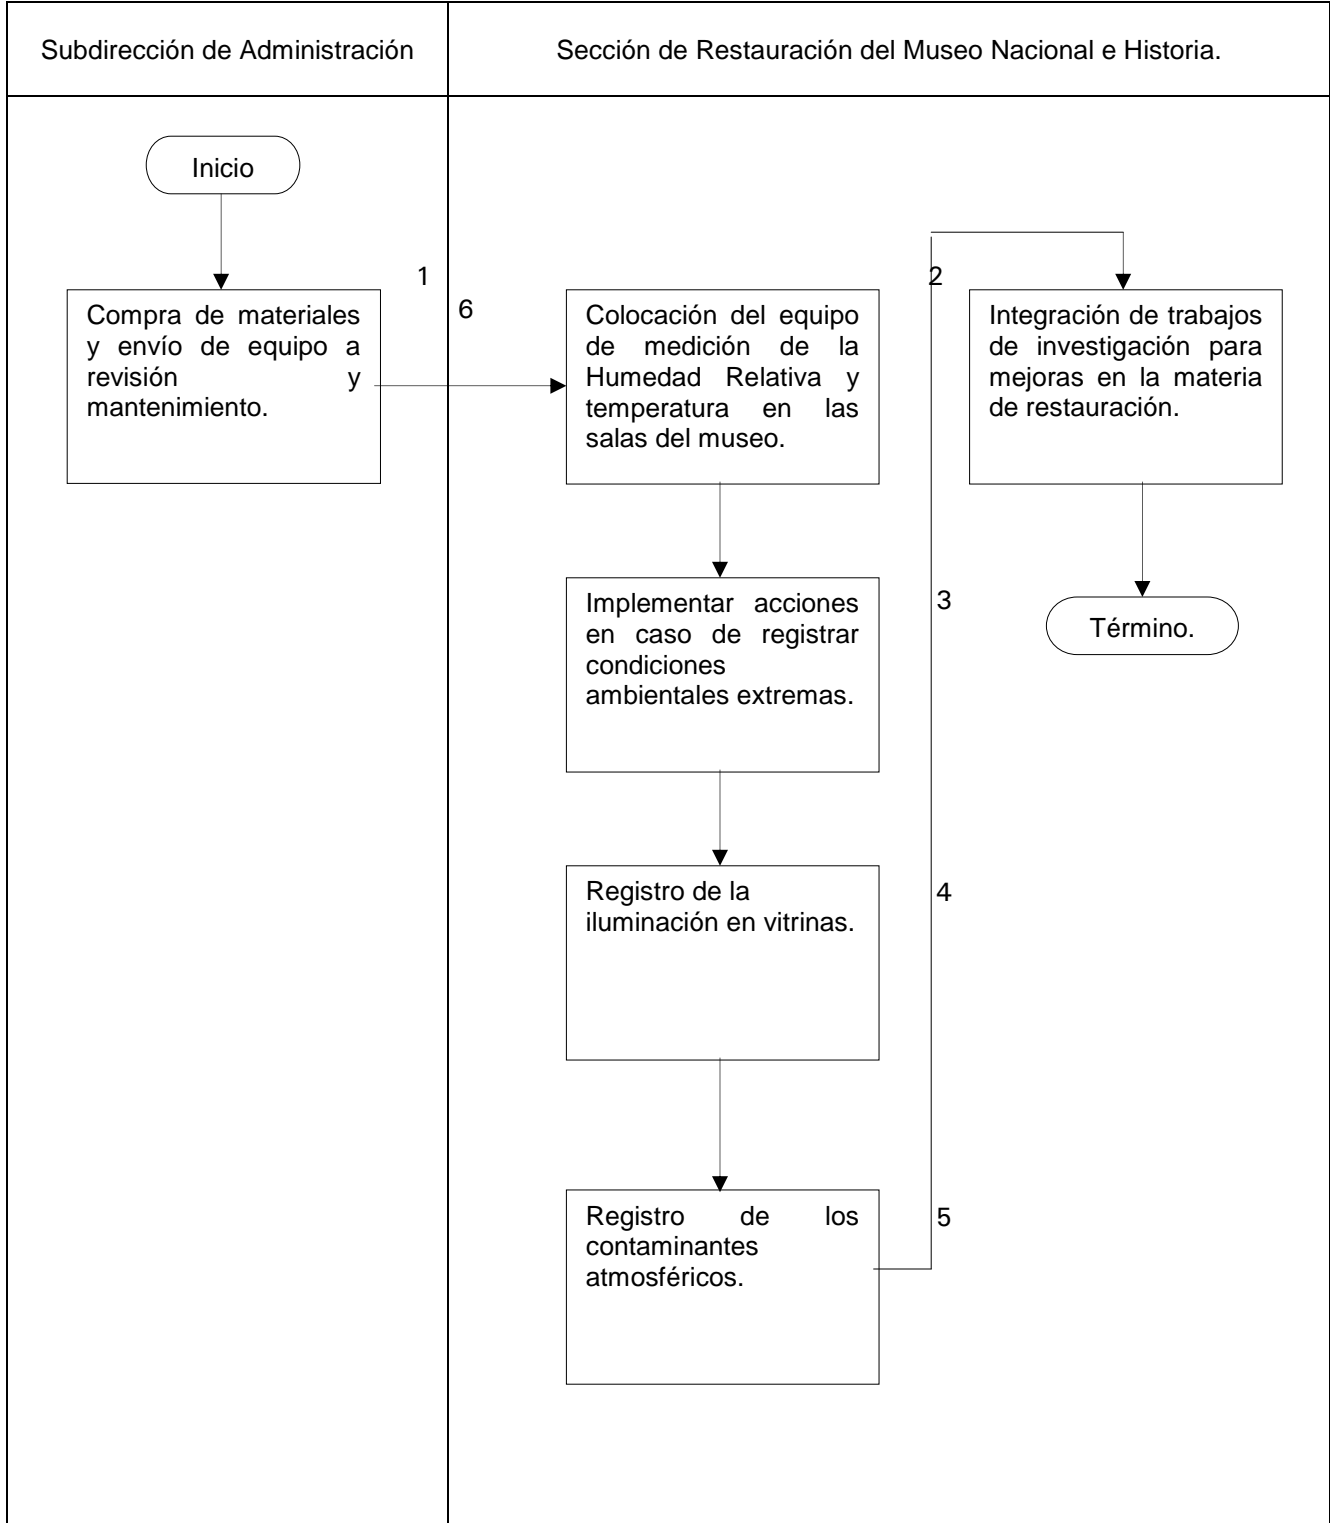 Subdirección de Administración
Sección de Restauración del Museo Nacional e Historia.
Inicio
1
Compra de materiales
y envío de equipo a
revisión y
mantenimiento.
6
2
Colocación del equipo
de medición de la
Humedad Relativa y
temperatura en las
salas del museo.
Integración de trabajos
de investigación para
mejoras en la materia
de restauración.
3
Implementar acciones
en caso de registrar
condiciones
ambientales extremas.
Término.
4
Registro de la
iluminación en vitrinas.
5
Registro de los
contaminantes
atmosféricos.